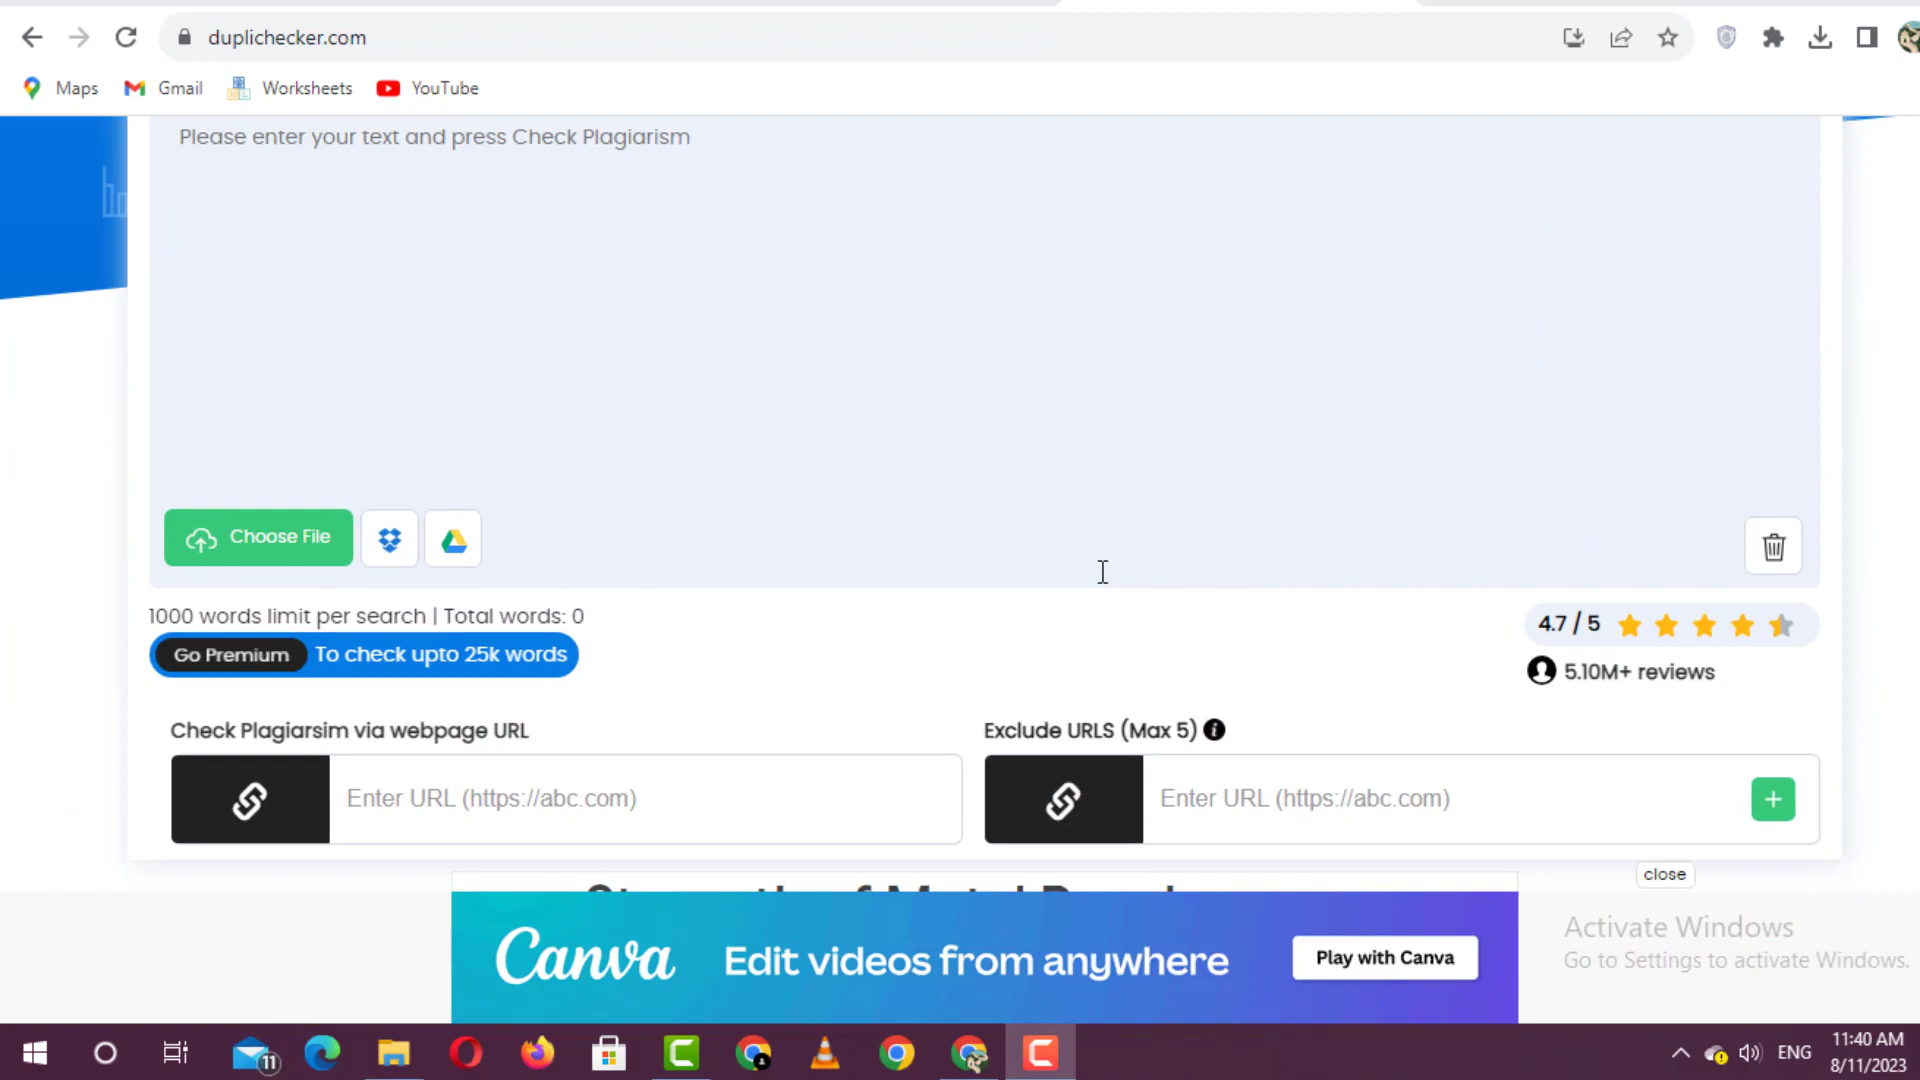 duplichecker.com
Maps Gmail Worksheets YouTube
Please enter your text and press Check Plagiarism
Choose File
1000 words limit per search | Total words: 0
Go Premium To check upto 25k words
4.7 / 5
5.10M+ reviews
Check Plagiarsim via webpage URL
Exclude URLS (Max 5) i
Enter URL (https://abc.com)
Enter URL (https://abc.com) +
close
Canva Edit videos from anywhere Play with Canva
Activate Windows
Go to Settings to activate Windows.
11
ENG
11:40 AM
8/11/2023